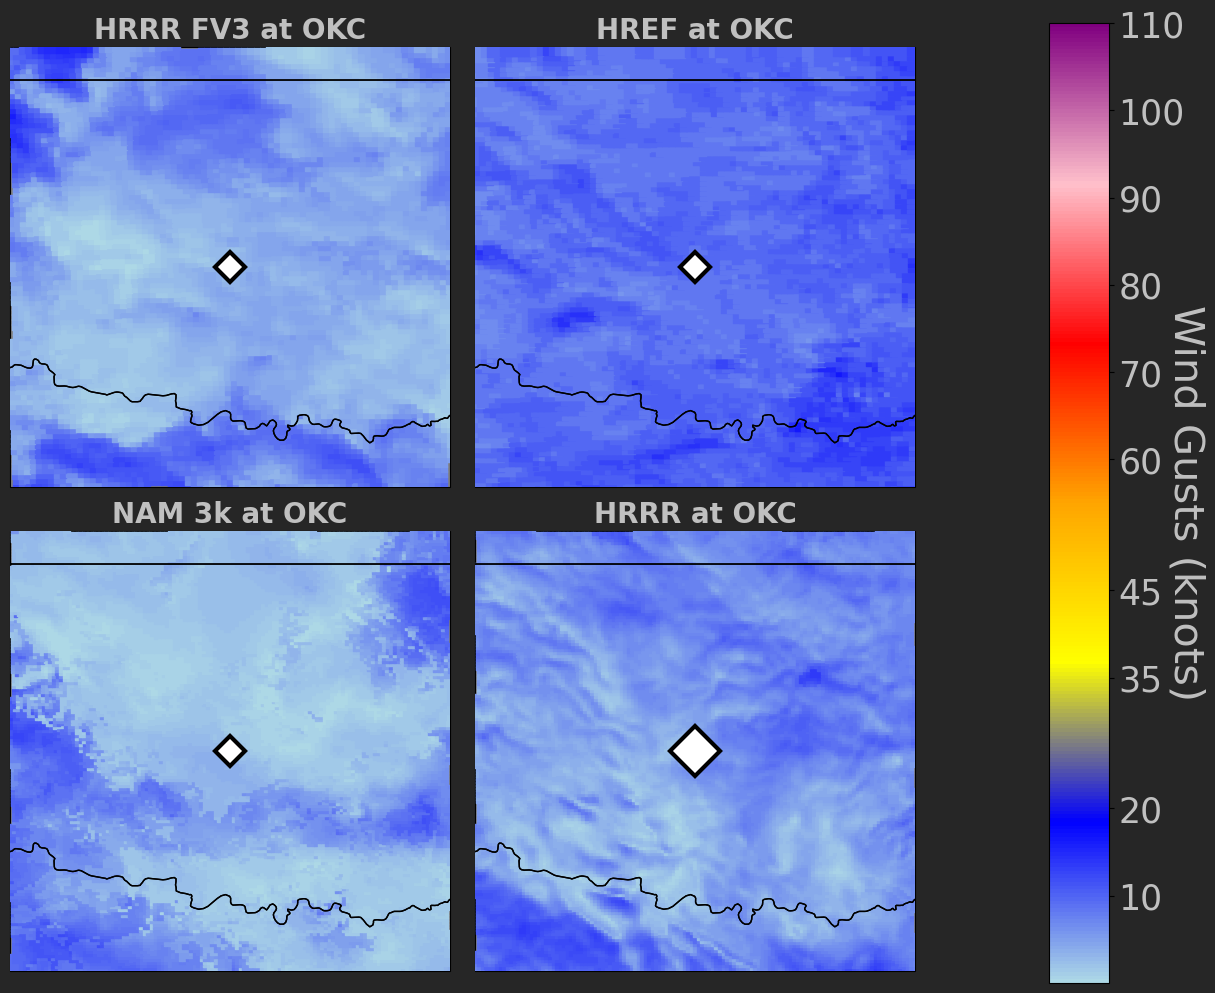 HRRR FV3 at OKC
HREF at OKC
NAM 3k at OKC
HRRR at OKC
110
100
90
80
70
60
45
35
20
10
Wind Gusts (knots)